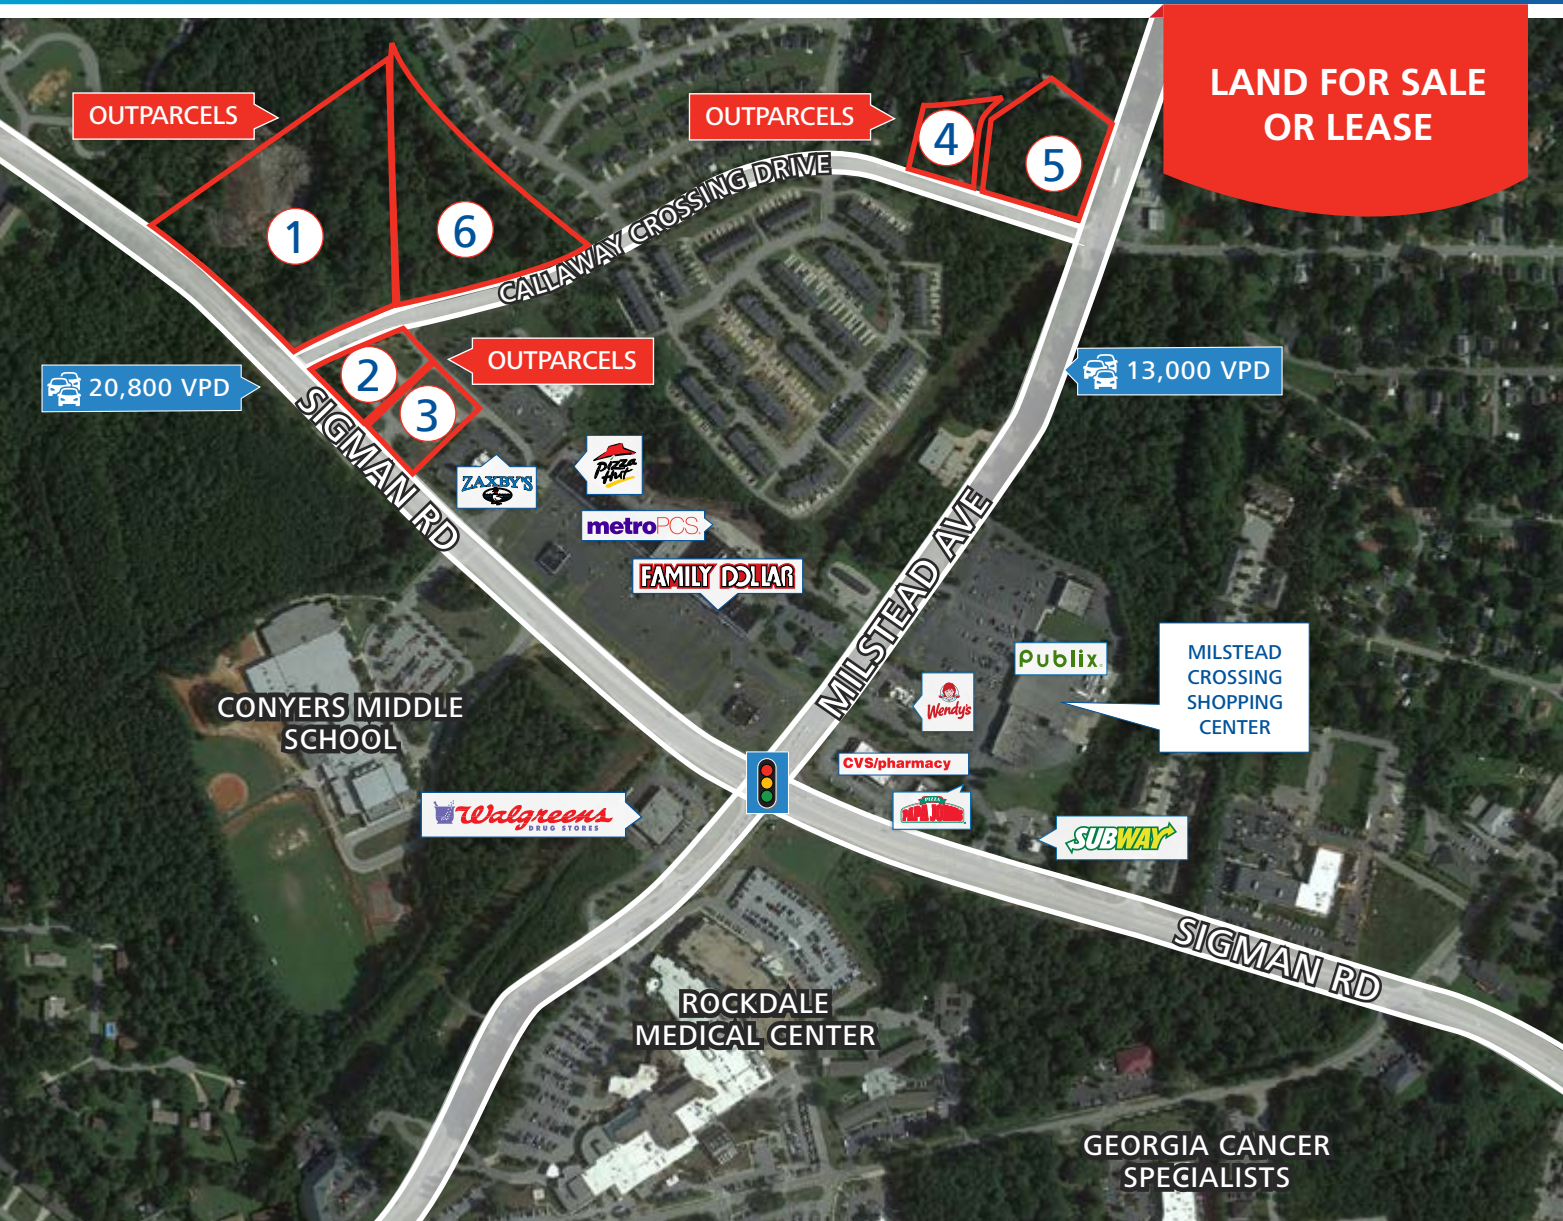 LAND FOR SALE
OR LEASE
OUTPARCELS
OUTPARCELS
4
5
1
6
CALLAWAY CROSSING DRIVE
OUTPARCELS
2
3
20,800 VPD
13,000 VPD
SIGMAN RD
ZAXBY'S
Pizza
Hut
metroPCS.
FAMILY DOLLAR
MILSTEAD AVE
Publix.
MILSTEAD
CROSSING
SHOPPING
CENTER
Wendy's
CONYERS MIDDLE
SCHOOL
CVS/pharmacy
Walgreens
DRUG STORES
PIZZA
PAPA JOHNS
SUBWAY
SIGMAN RD
ROCKDALE
MEDICAL CENTER
GEORGIA CANCER
SPECIALISTS